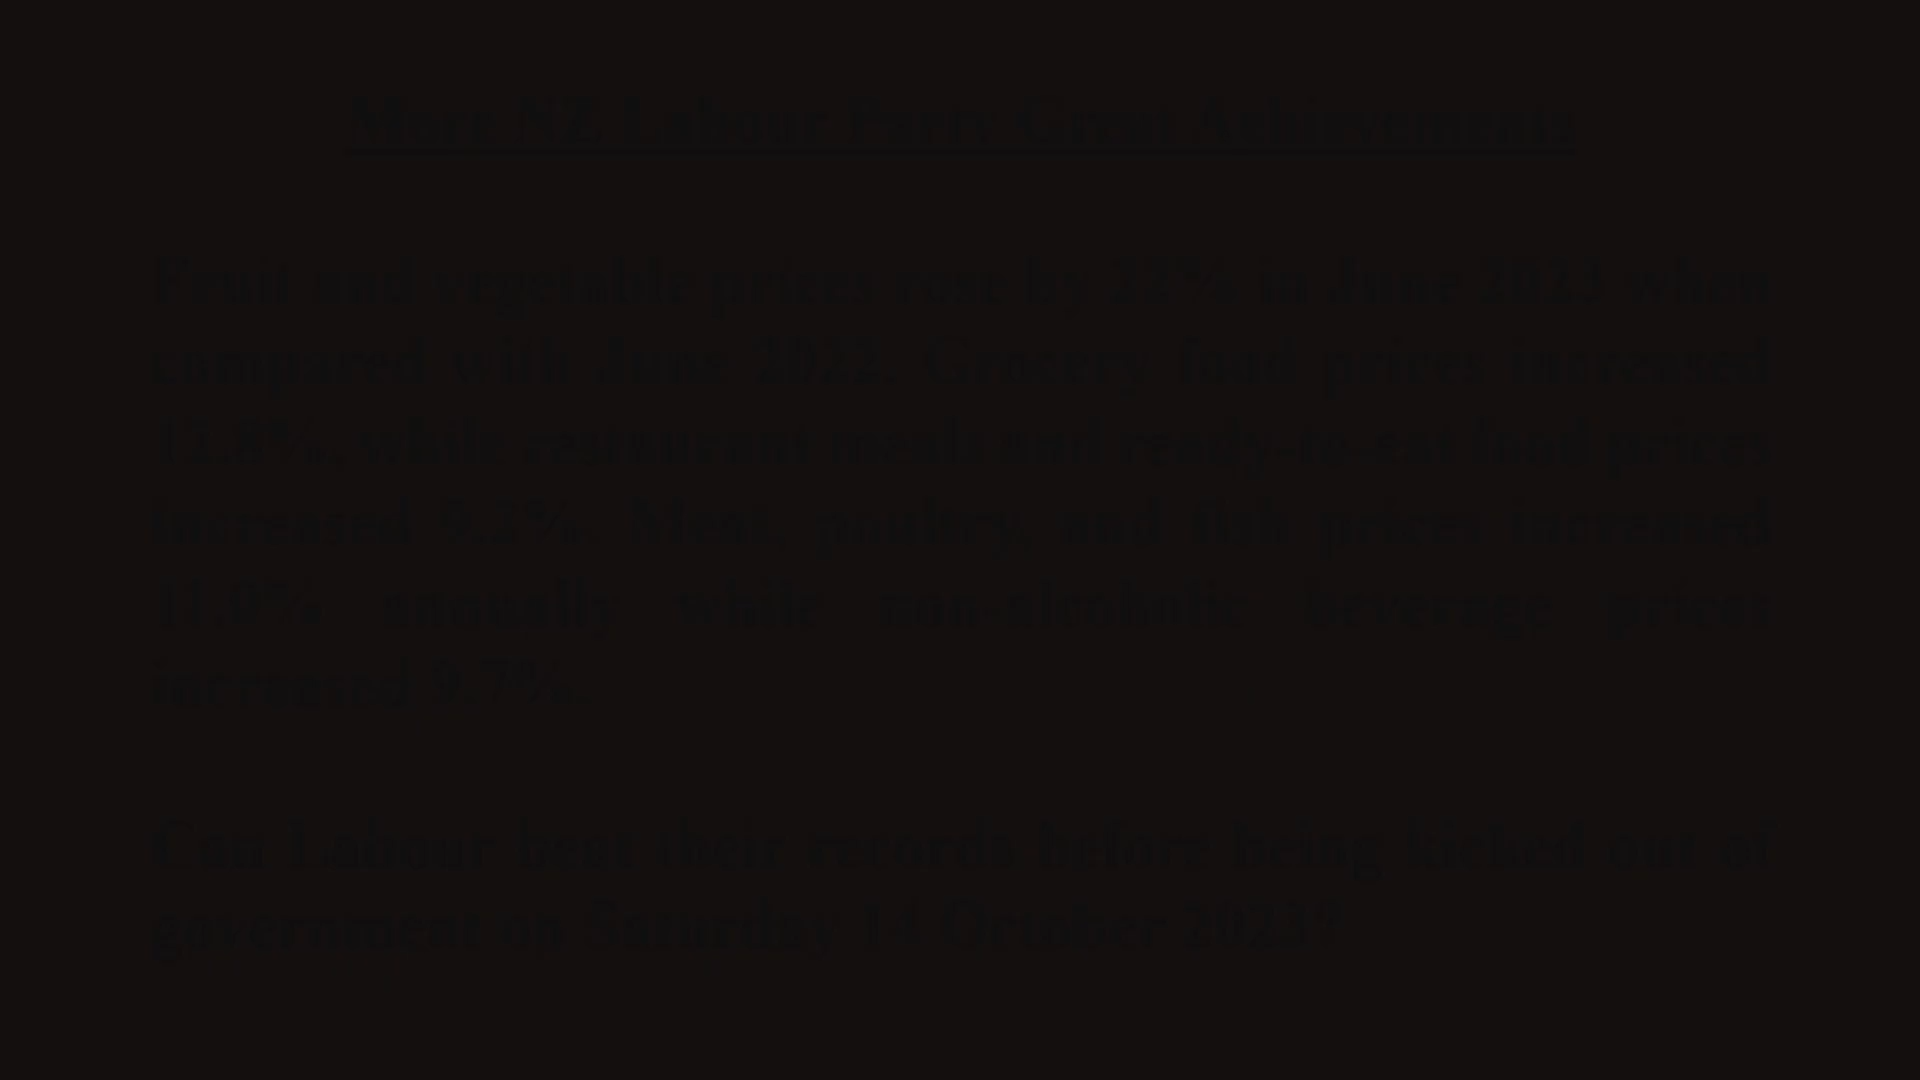 More NZ Labour Party Great Achievements
Fruit and vegetable prices rose by 22% in June 2023 when
compared with June 2022. Grocery food prices increased
12.8%, while restaurant meals and ready-to-eat food prices
increased 9.2%. Meat, poultry, and fish prices increased
11.0% annually while non-alcoholic beverage prices
increased 9.7%.
Can Labour beat their records before being kicked out of
government on Saturday 14 October 2023?